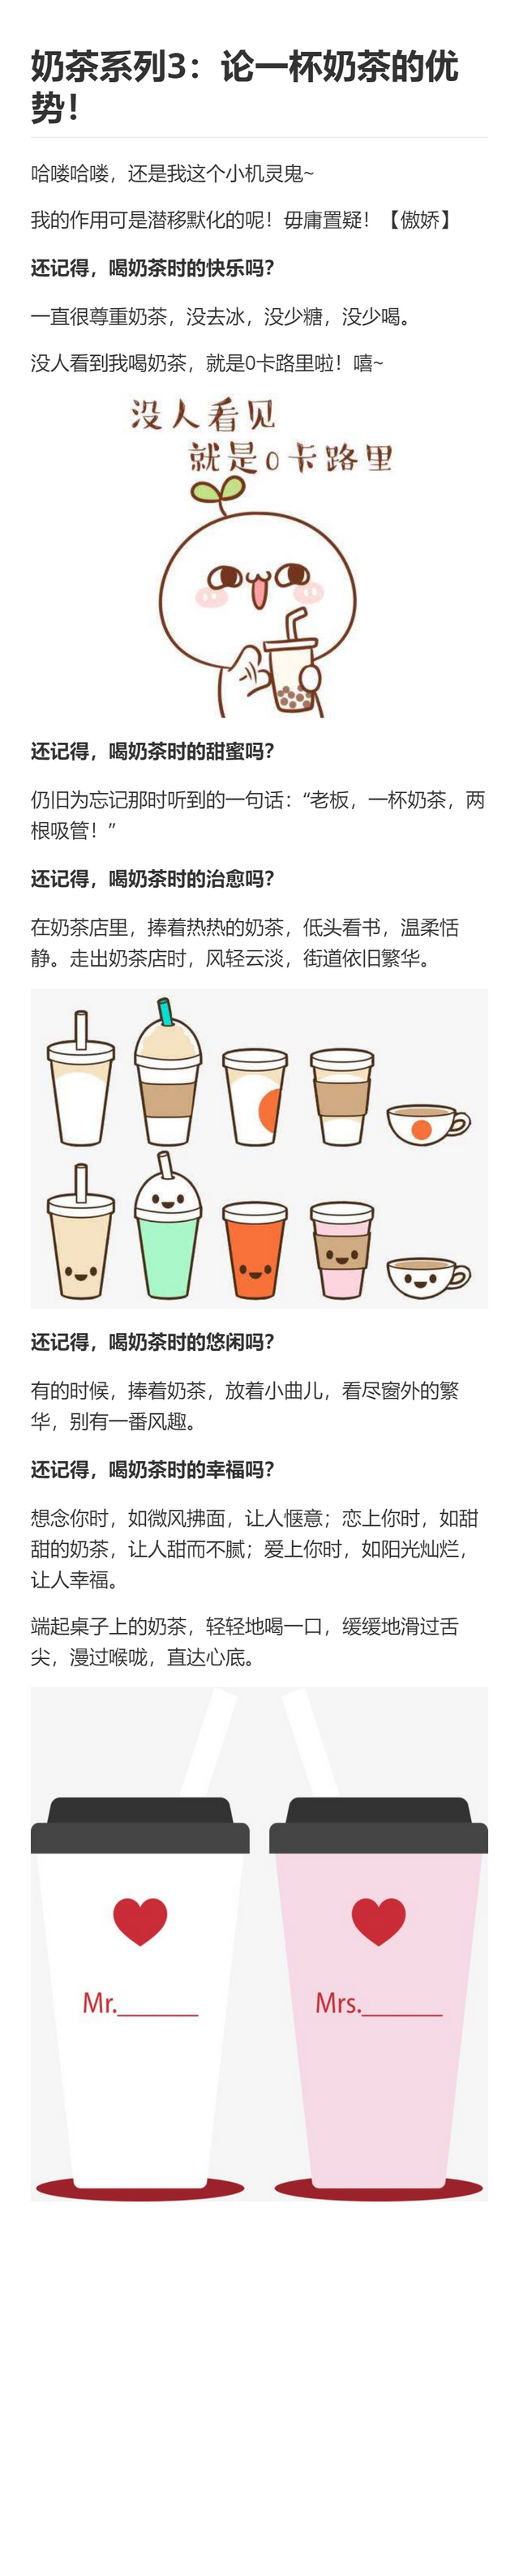 奶茶系列3：论一杯奶茶的优
势！
哈喽哈喽，还是我这个小机灵鬼~
我的作用可是潜移默化的呢！毋庸置疑！【傲娇】
还记得，喝奶茶时的快乐吗？
一直很尊重奶茶，没去冰，没少糖，没少喝。
没人看到我喝奶茶，就是0卡路里啦！嘻~
没人看见
就是0卡路里
还记得，喝奶茶时的甜蜜吗？
仍旧为忘记那时听到的一句话：“老板，一杯奶茶，两
根吸管！”
还记得，喝奶茶时的治愈吗？
在奶茶店里，捧着热热的奶茶，低头看书，温柔恬
静。走出奶茶店时，风轻云淡，街道依旧繁华。
还记得，喝奶茶时的悠闲吗？
有的时候，捧着奶茶，放着小曲儿，看尽窗外的繁
华，别有一番风趣。
还记得，喝奶茶时的幸福吗？
想念你时，如微风拂面，让人惬意；恋上你时，如甜
甜的奶茶，让人甜而不腻；爱上你时，如阳光灿烂，
让人幸福。
端起桌子上的奶茶，轻轻地喝一口，缓缓地滑过舌
尖，漫过喉咙，直达心底。
Mr.______ Mrs.______